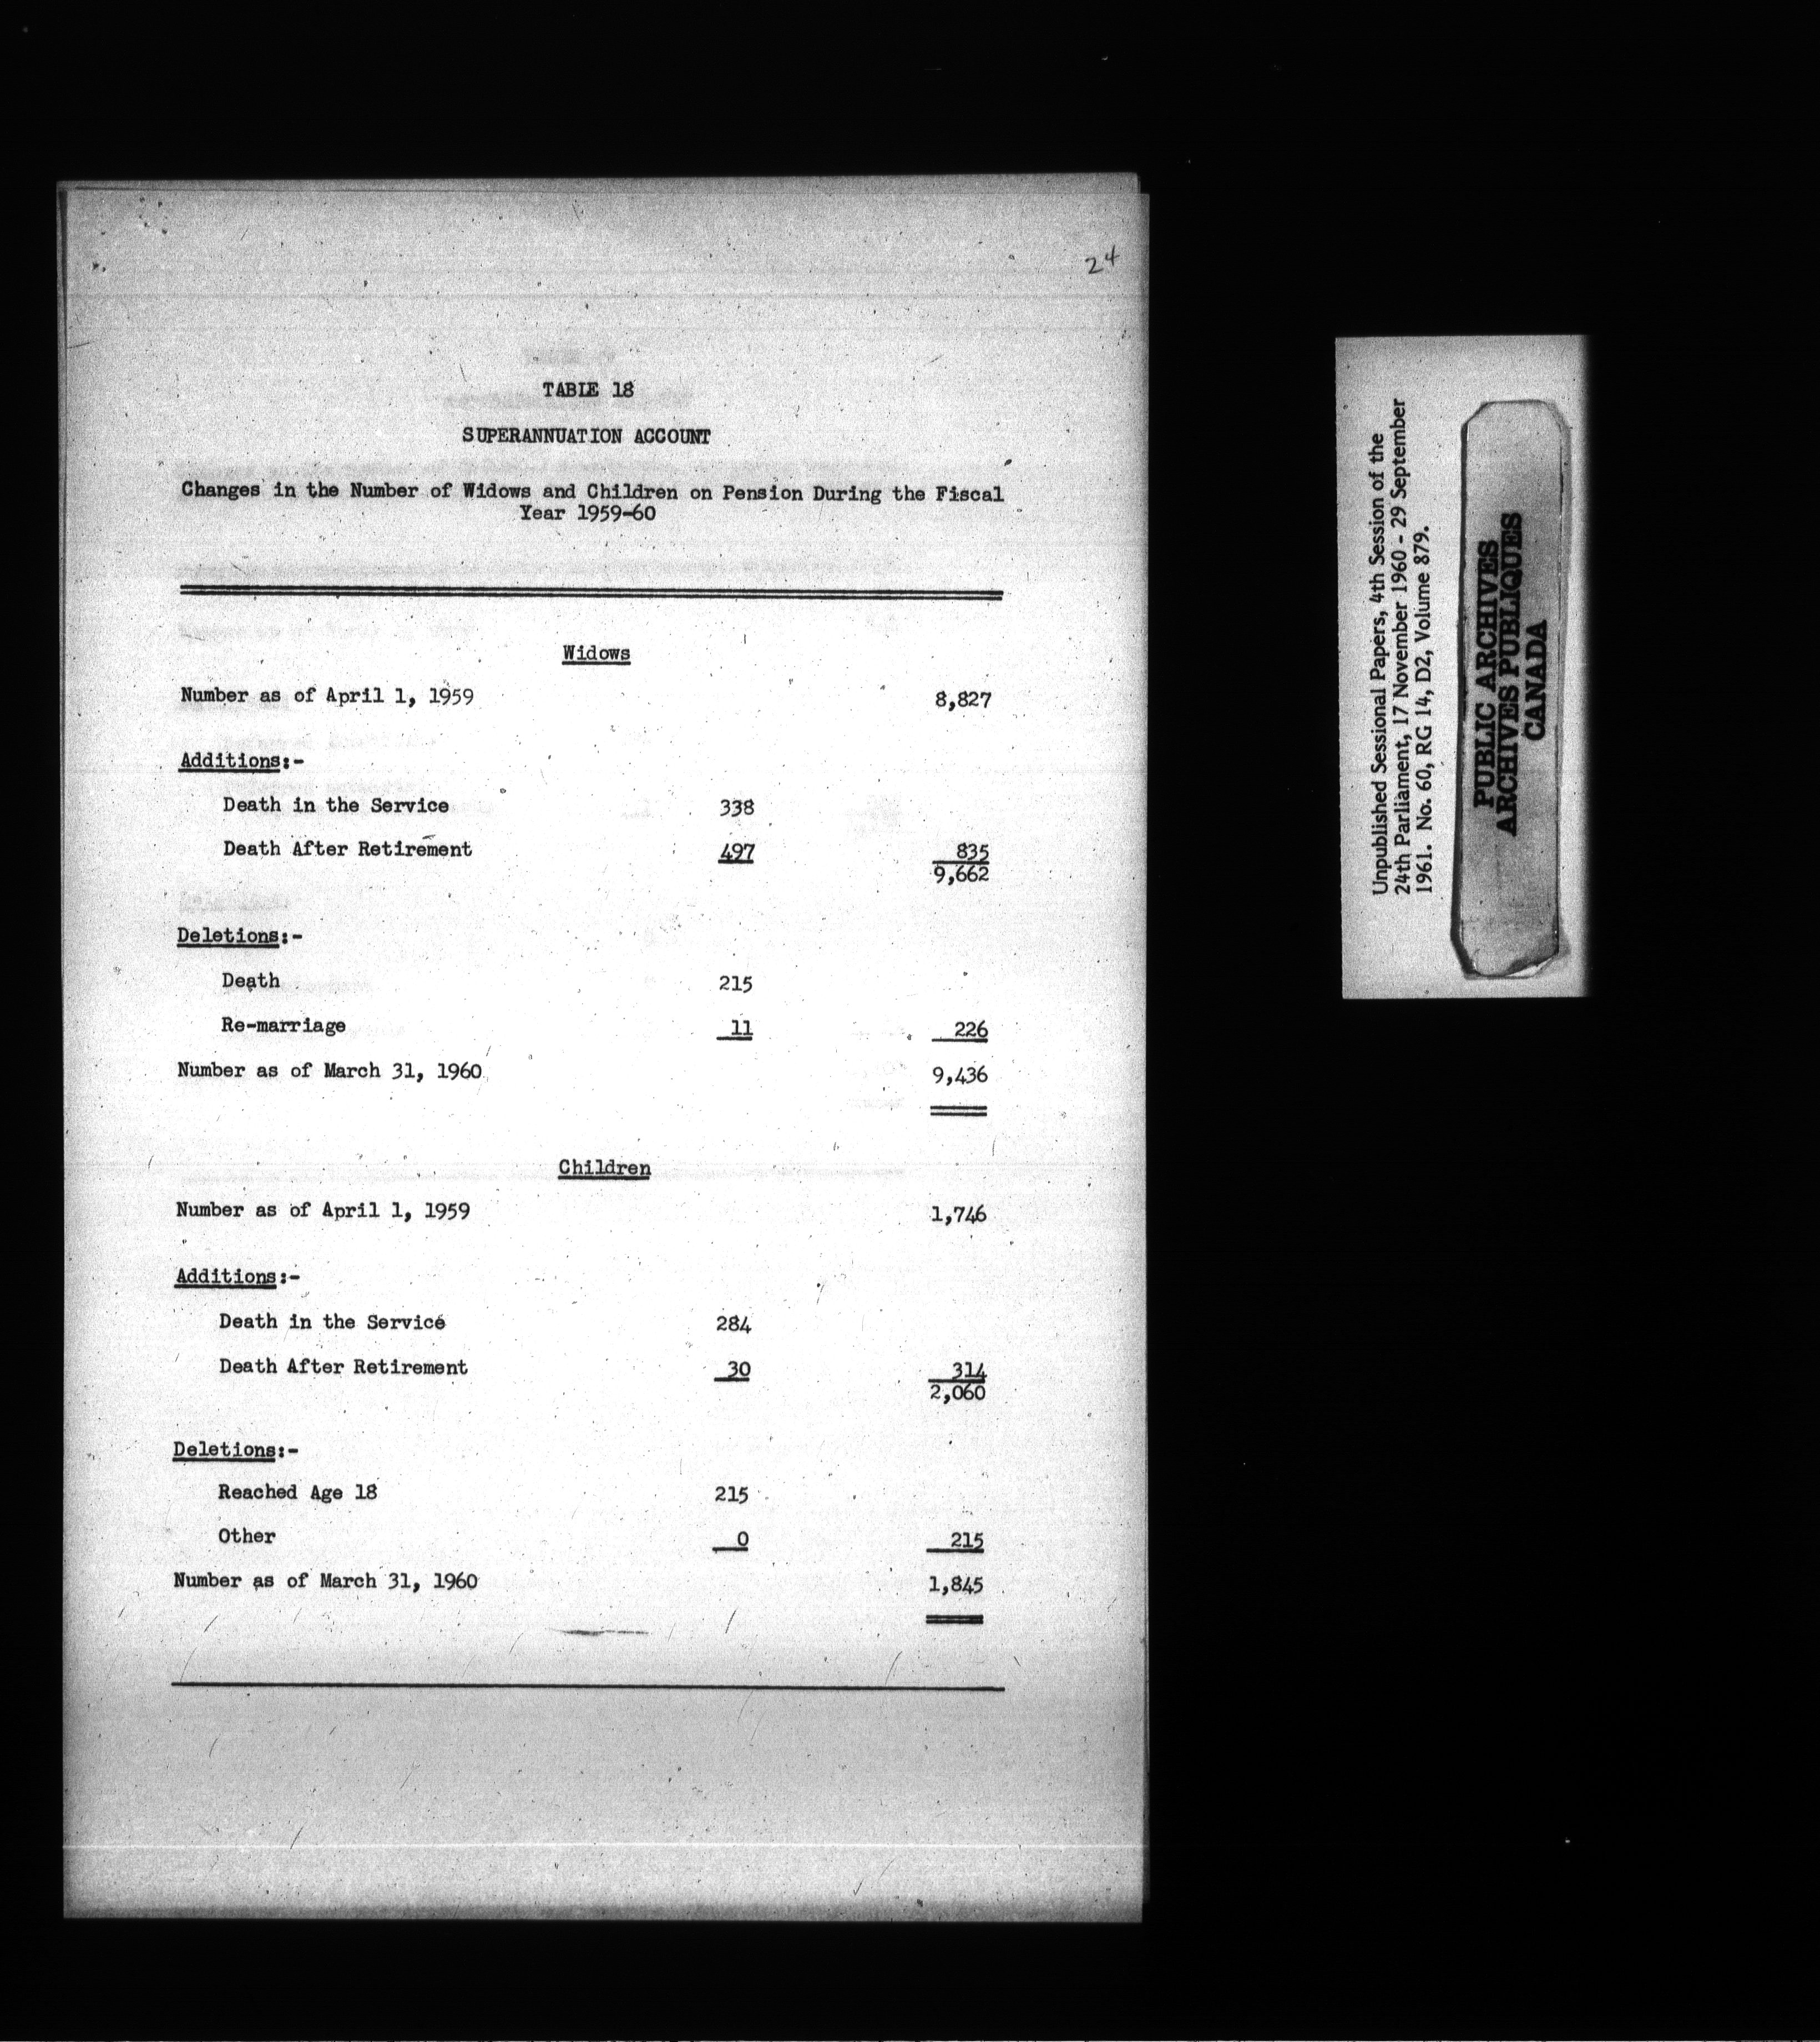 24
TABLE 18
SUPERANNUATION ACCOUNT
Changes in the Number of Widows and Children on Pension During the Fiscal
Year 1959-60
Widows
Number as of April 1, 1959 8,827
Additions:-
Death in the Service 338
Death After Retirement 497 835
9,662
Deletions:-
Death 215
Re-marriage 11 226
Number as of March 31, 1960 9,436
Children
Number as of April 1, 1959 1,746
Additions:-
Death in the Service 284
Death After Retirement 30 314
2,060
Deletions:-
Reached Age 18 215
Other 0 215
Number as of March 31, 1960 1,845
Unpublished Sessional Papers, 4th Session of the
24th Parliament, 17 November 1960 - 29 September
1961. No. 60, RG 14, D2, Volume 879.
PUBLIC ARCHIVES
ARCHIVES PUBLIQUES
CANADA